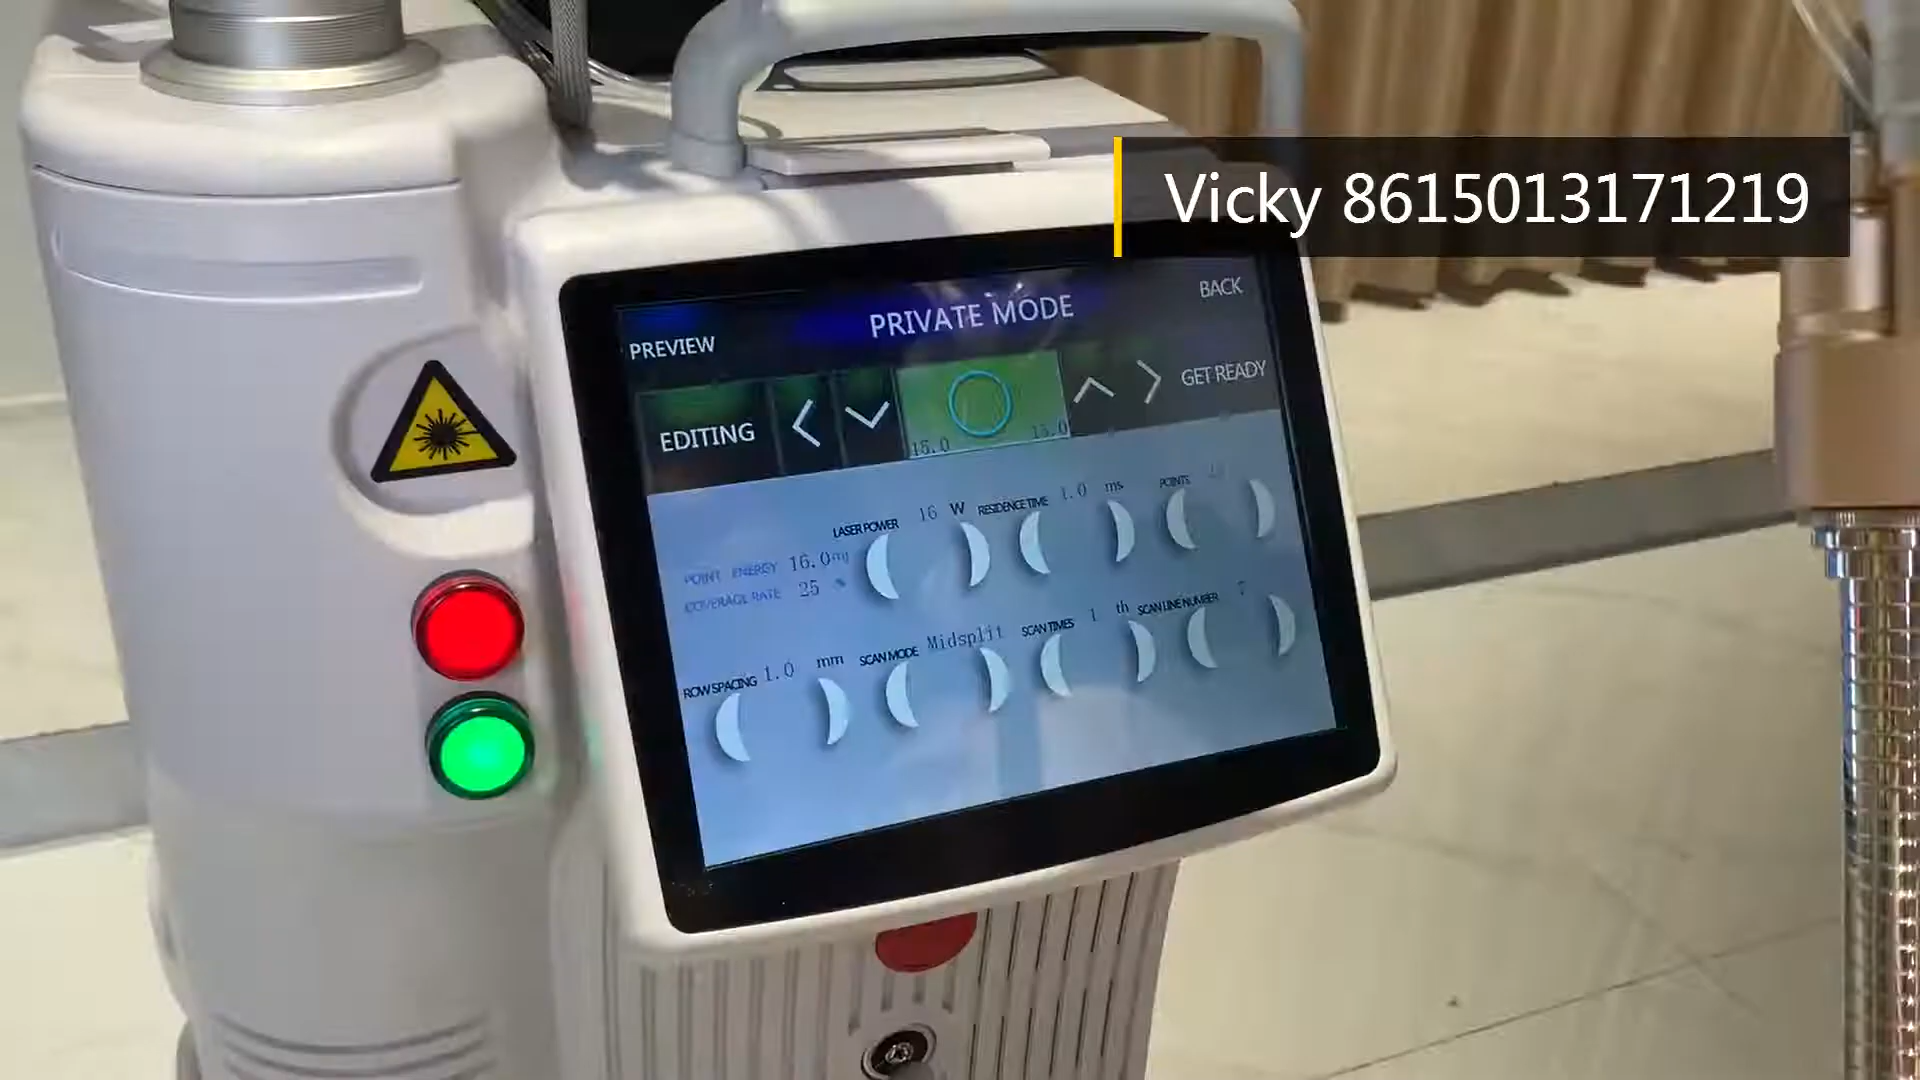 Vicky 8615013171219
BACK
PRIVATE MODE
PREVIEW
GET READY
EDITING
15.0 15.0
LASER POWER 16 W
RESIDENCE TIME 1.0 ms
POINTS
POINT ENERGY 16.0mj
COVERAGE RATE 25 %
ROW SPACING 1.0 mm
SCAN MODE Midsplit
SCAN TIMES 1 th
SCAN LINE NUMBER